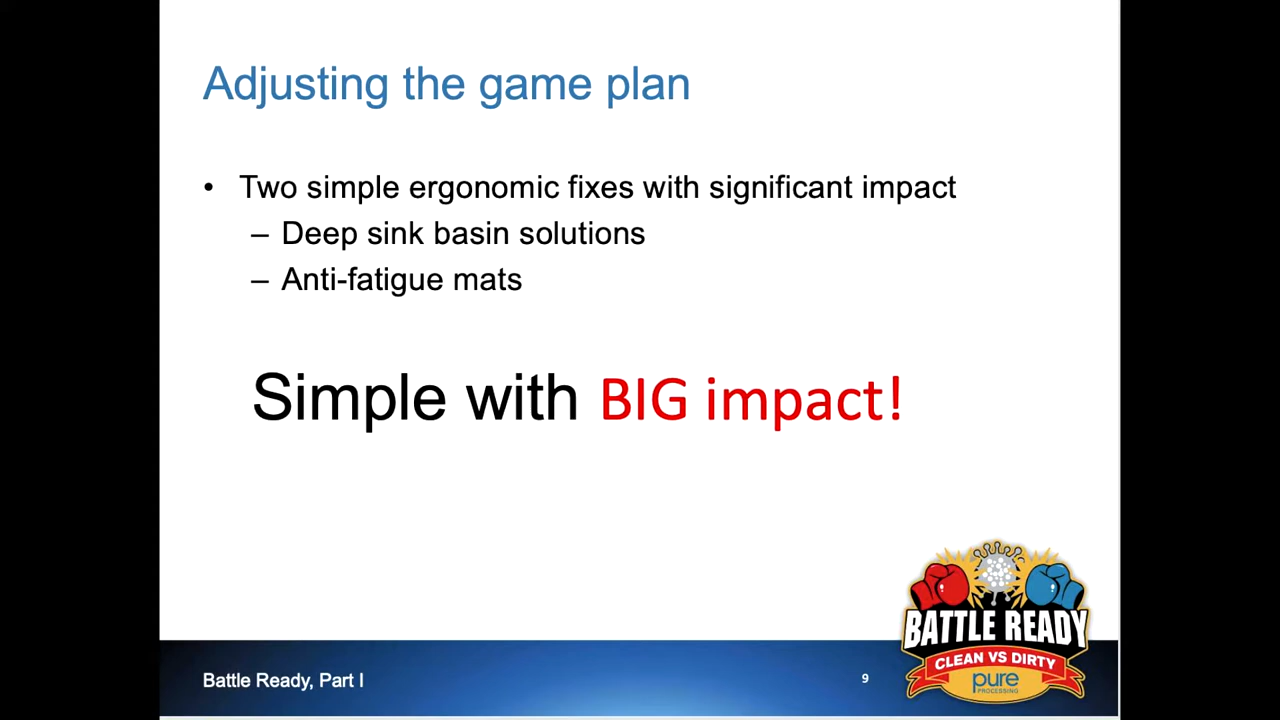 Adjusting the game plan
• Two simple ergonomic fixes with significant impact
– Deep sink basin solutions
– Anti-fatigue mats
Simple with BIG impact!
BATTLE READY
CLEAN VS DIRTY
pure
PROCESSING
Battle Ready, Part I
9